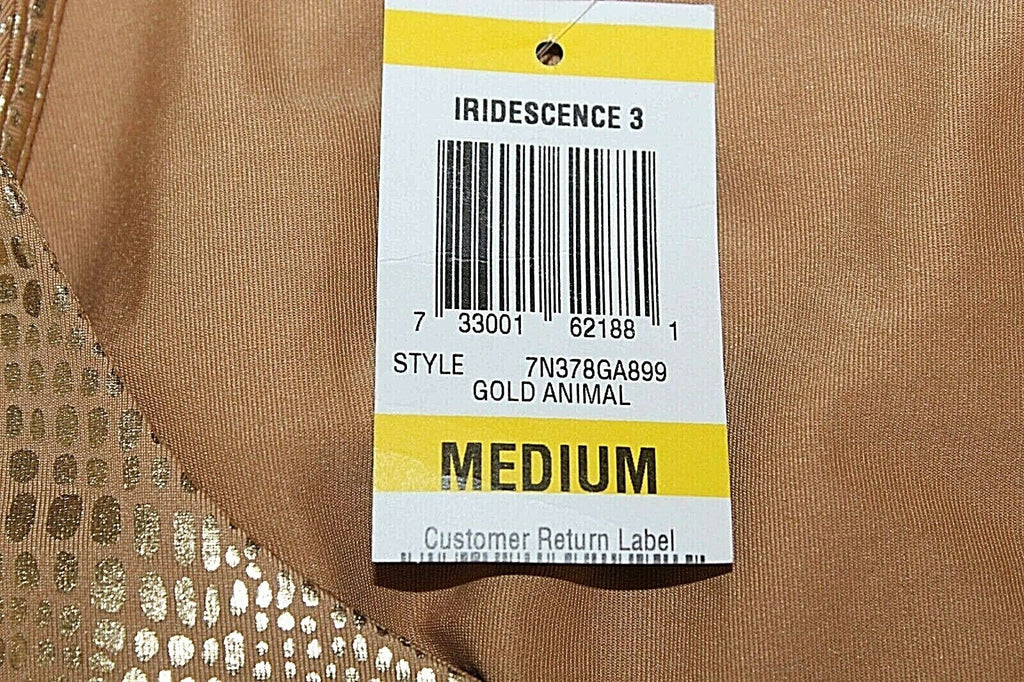 IRIDESCENCE 3
7 33001 62188 1
STYLE 7N378GA899
GOLD ANIMAL
MEDIUM
Customer Return Label